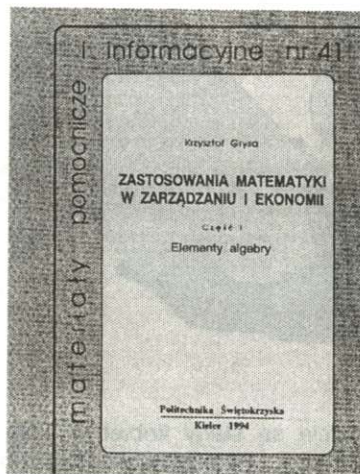 materiały pomocnicze
i informacyjne nr 41
Krzysztof Grysa
ZASTOSOWANIA MATEMATYKI
W ZARZĄDZANIU I EKONOMII
Część I
Elementy algebry
Politechnika Świętokrzyska
Kielce 1994